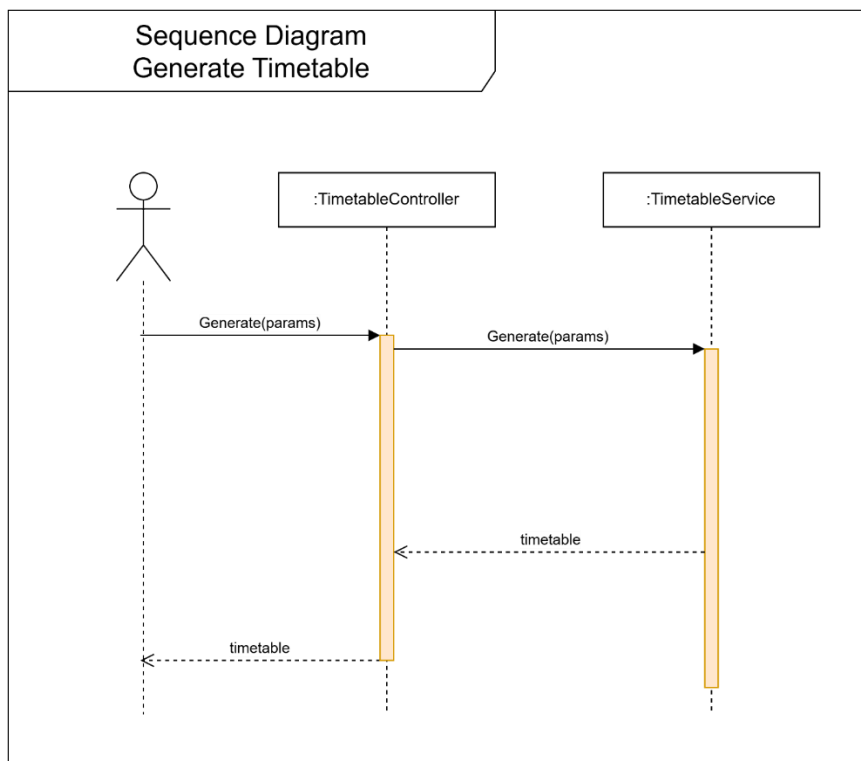 Sequence Diagram
Generate Timetable
:TimetableController
:TimetableService
Generate(params)
Generate(params)
timetable
timetable